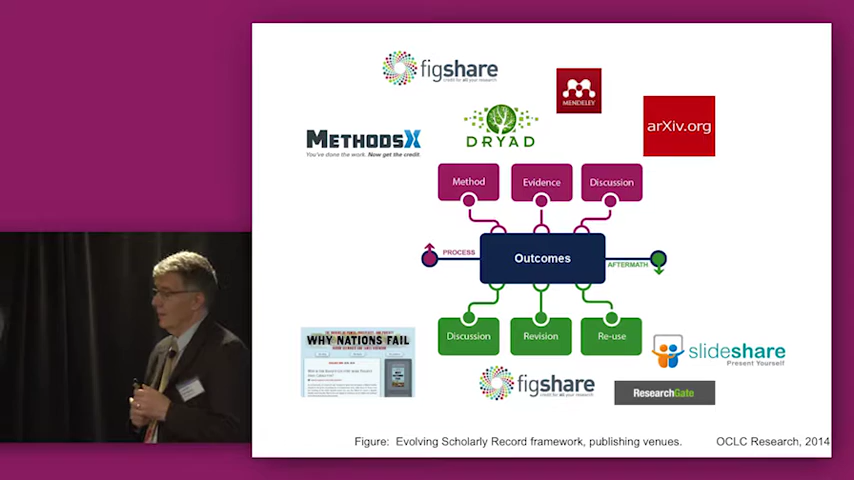 figshare
credit for all your research
MENDELEY
arXiv.org
DRYAD
METHODSX
You've done the work. Now get the credit.
Method
Evidence
Discussion
PROCESS
Outcomes
AFTERMATH
Discussion
Revision
Re-use
WHY NATIONS FAIL
slideshare
Present Yourself
figshare
credit for all your research
ResearchGate
Figure: Evolving Scholarly Record framework, publishing venues. OCLC Research, 2014